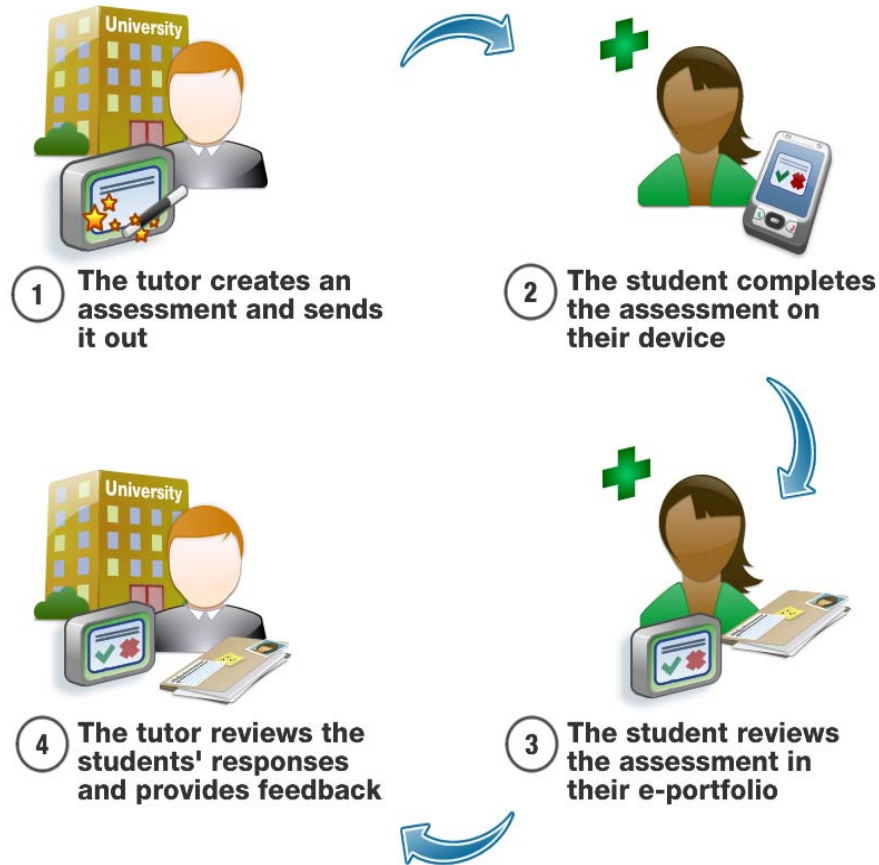 University
1
The tutor creates an
assessment and sends
it out
2
The student completes
the assessment on
their device
3
The student reviews
the assessment in
their e-portfolio
University
4
The tutor reviews the
students' responses
and provides feedback